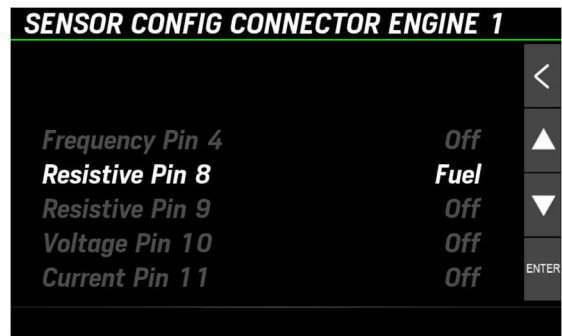 SENSOR CONFIG CONNECTOR ENGINE 1
Frequency Pin 4 Off
Resistive Pin 8 Fuel
Resistive Pin 9 Off
Voltage Pin 10 Off
Current Pin 11 Off
ENTER